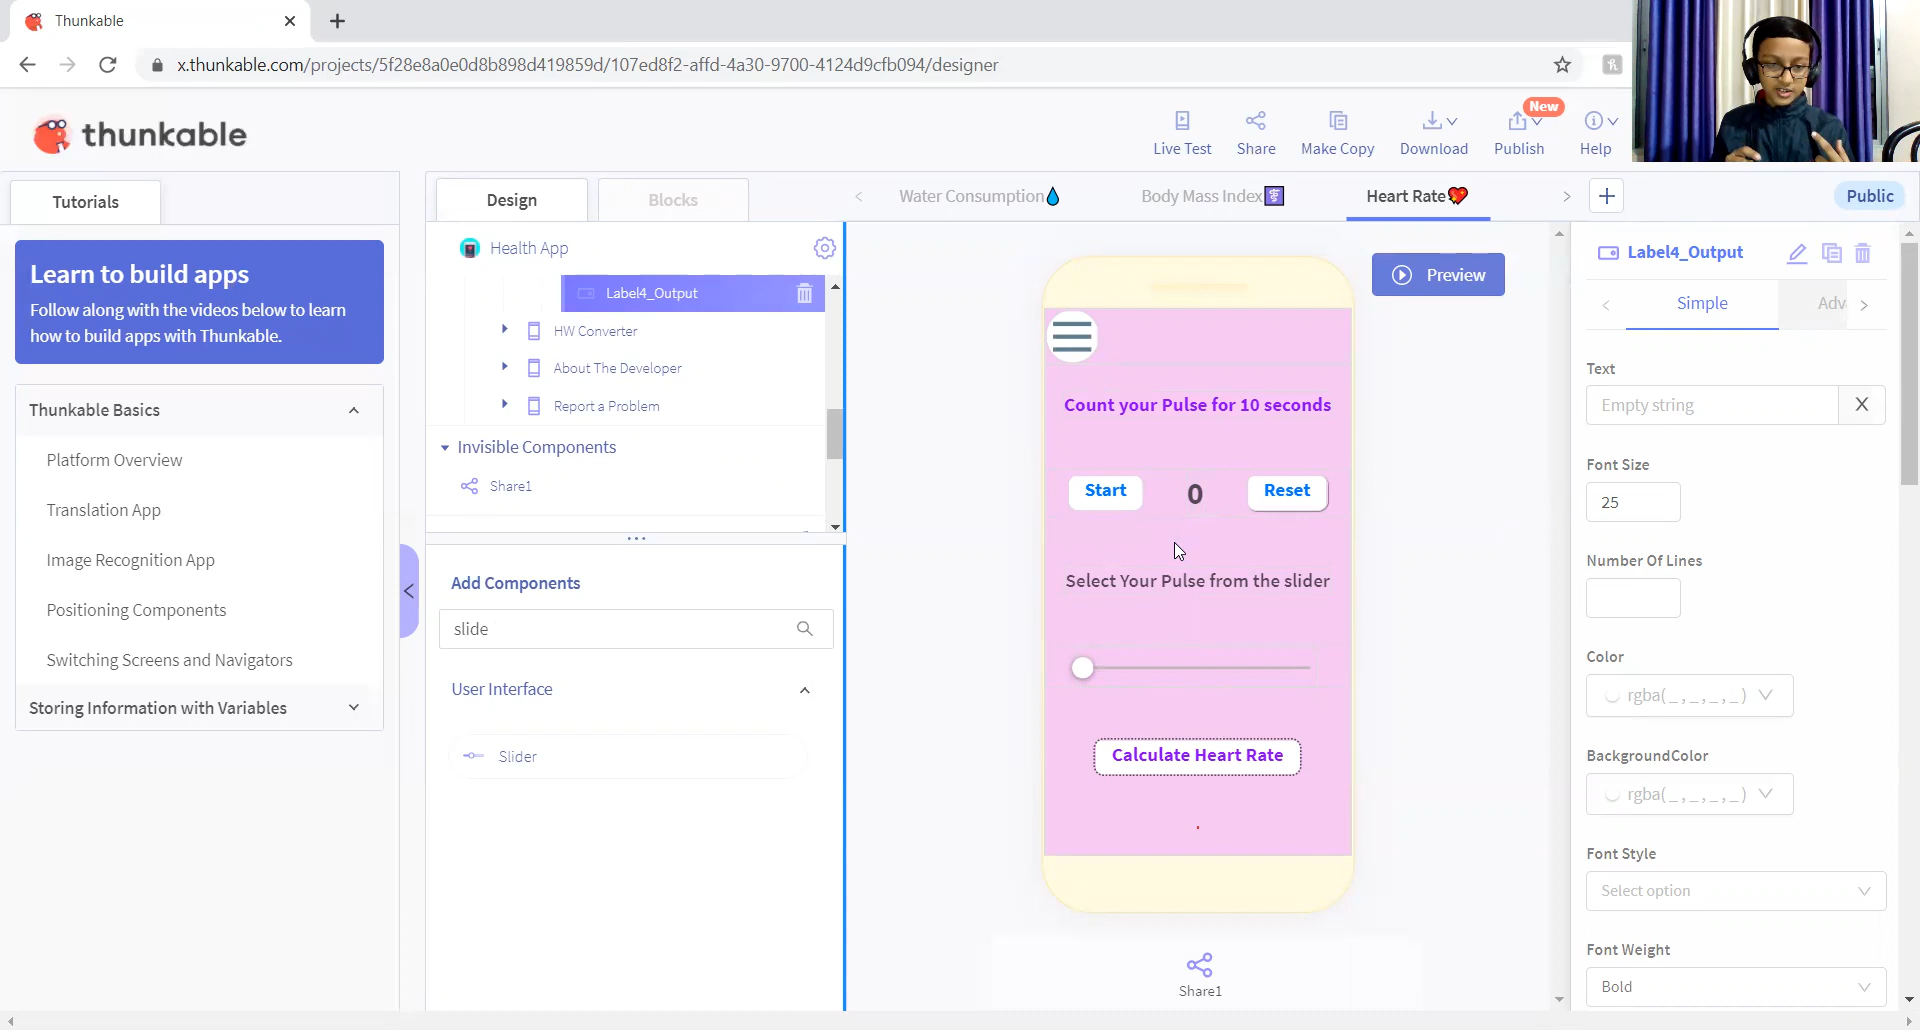 Thunkable
x.thunkable.com/projects/5f28e8a0e0d8b898d419859d/107ed8f2-affd-4a30-9700-4124d9cfb094/designer
thunkable
Live Test
Share
Make Copy
Download
New
Publish
Help
Tutorials
Design
Blocks
Water Consumption
Body Mass Index
Heart Rate
Public
Learn to build apps
Follow along with the videos below to learn
how to build apps with Thunkable.
Thunkable Basics
Platform Overview
Translation App
Image Recognition App
Positioning Components
Switching Screens and Navigators
Storing Information with Variables
Health App
Label4_Output
HW Converter
About The Developer
Report a Problem
Invisible Components
Share1
Add Components
slide
User Interface
Slider
Preview
Count your Pulse for 10 seconds
Start
0
Reset
Select Your Pulse from the slider
Calculate Heart Rate
Share1
Label4_Output
Simple
Adv
Text
Empty string
X
Font Size
25
Number Of Lines
Color
rgba(_,_,_,_)
BackgroundColor
rgba(_,_,_,_)
Font Style
Select option
Font Weight
Bold